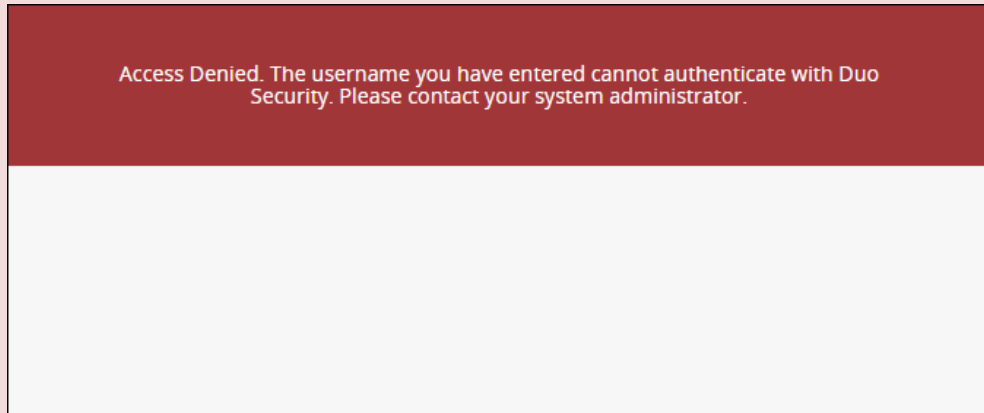 Access Denied. The username you have entered cannot authenticate with Duo
Security. Please contact your system administrator.